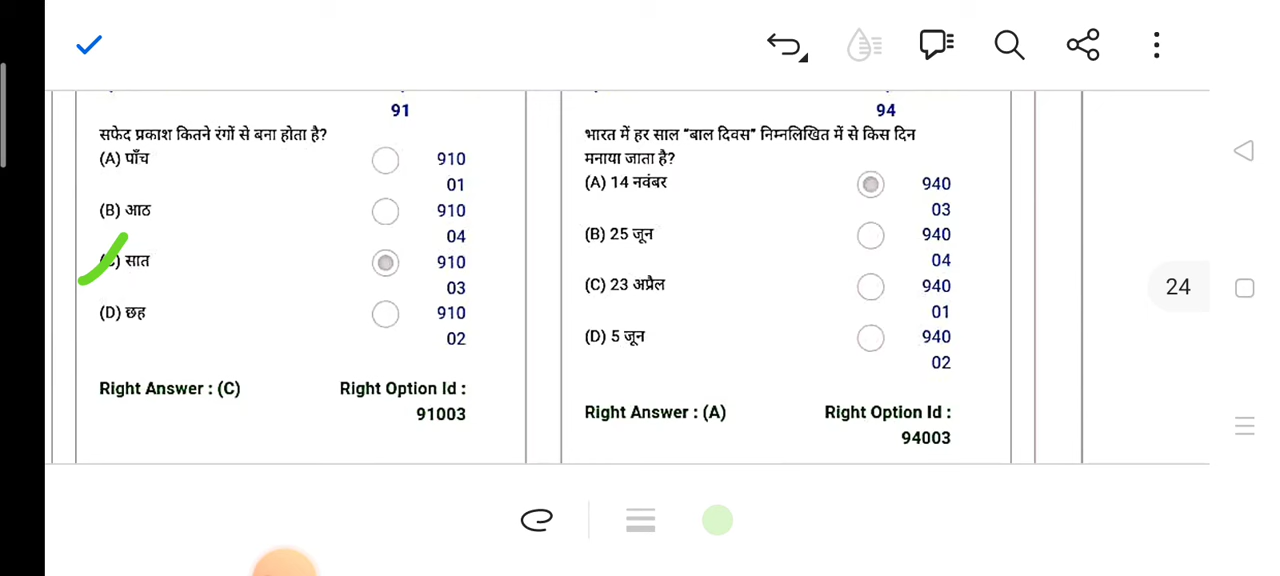 91
सफेद प्रकाश कितने रंगों से बना होता है?
(A) पाँच 910
01
(B) आठ 910
04
सात 910
03
(D) छह 910
02
Right Answer : (C) Right Option Id :
91003
94
भारत में हर साल "बाल दिवस" निम्नलिखित में से किस दिन
मनाया जाता है?
(A) 14 नवंबर 940
03
(B) 25 जून 940
04
(C) 23 अप्रैल 940
01
(D) 5 जून 940
02
Right Answer : (A) Right Option Id :
94003
24